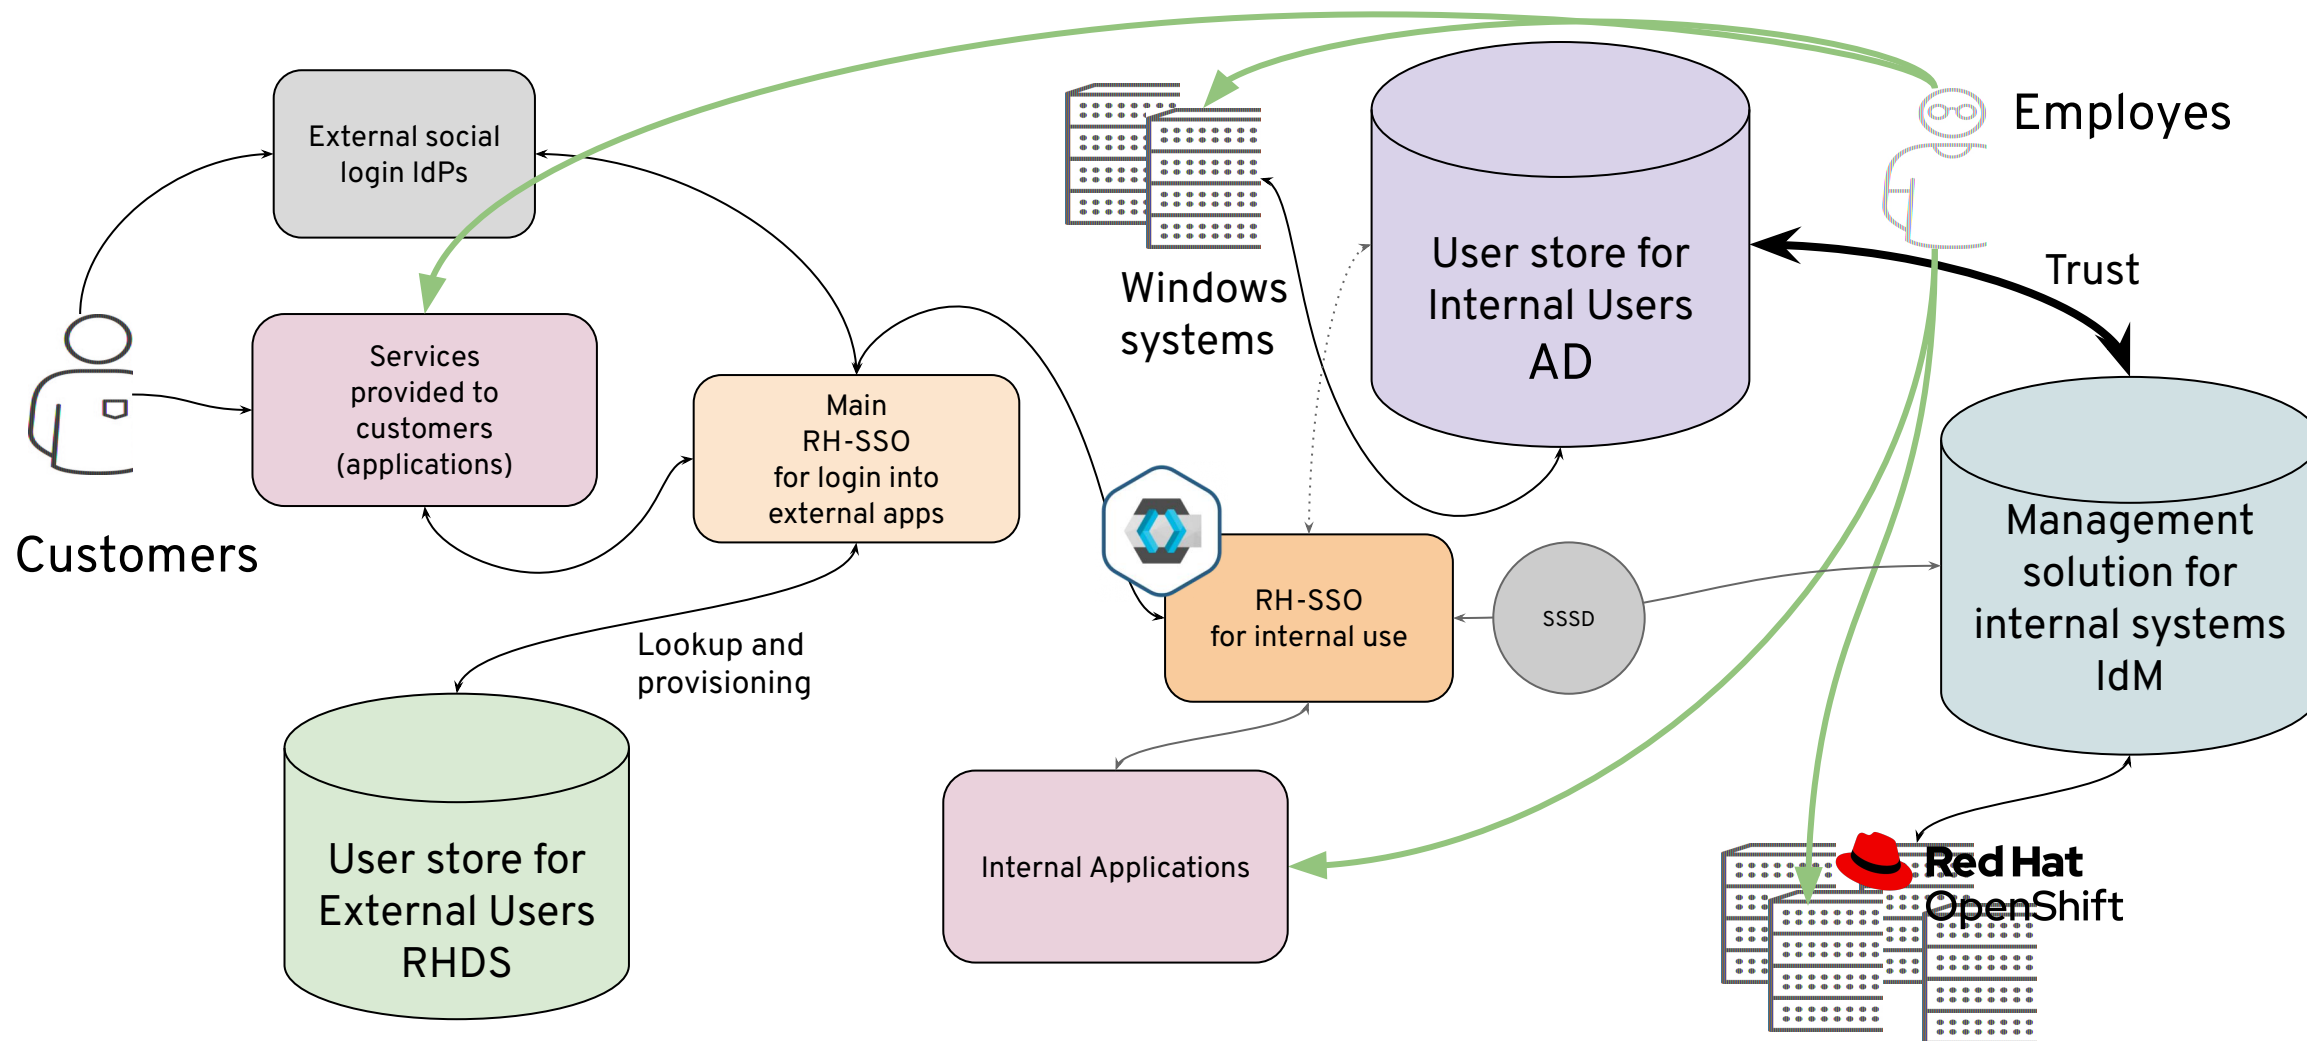 Employes
External social
login IdPs
User store for
Internal Users
AD
Trust
Windows
systems
Services
provided to
customers
(applications)
Main
RH-SSO
for login into
external apps
Customers
Management
solution for
internal systems
IdM
RH-SSO
for internal use
SSSD
Lookup and
provisioning
User store for
External Users
RHDS
Internal Applications
Red Hat
OpenShift